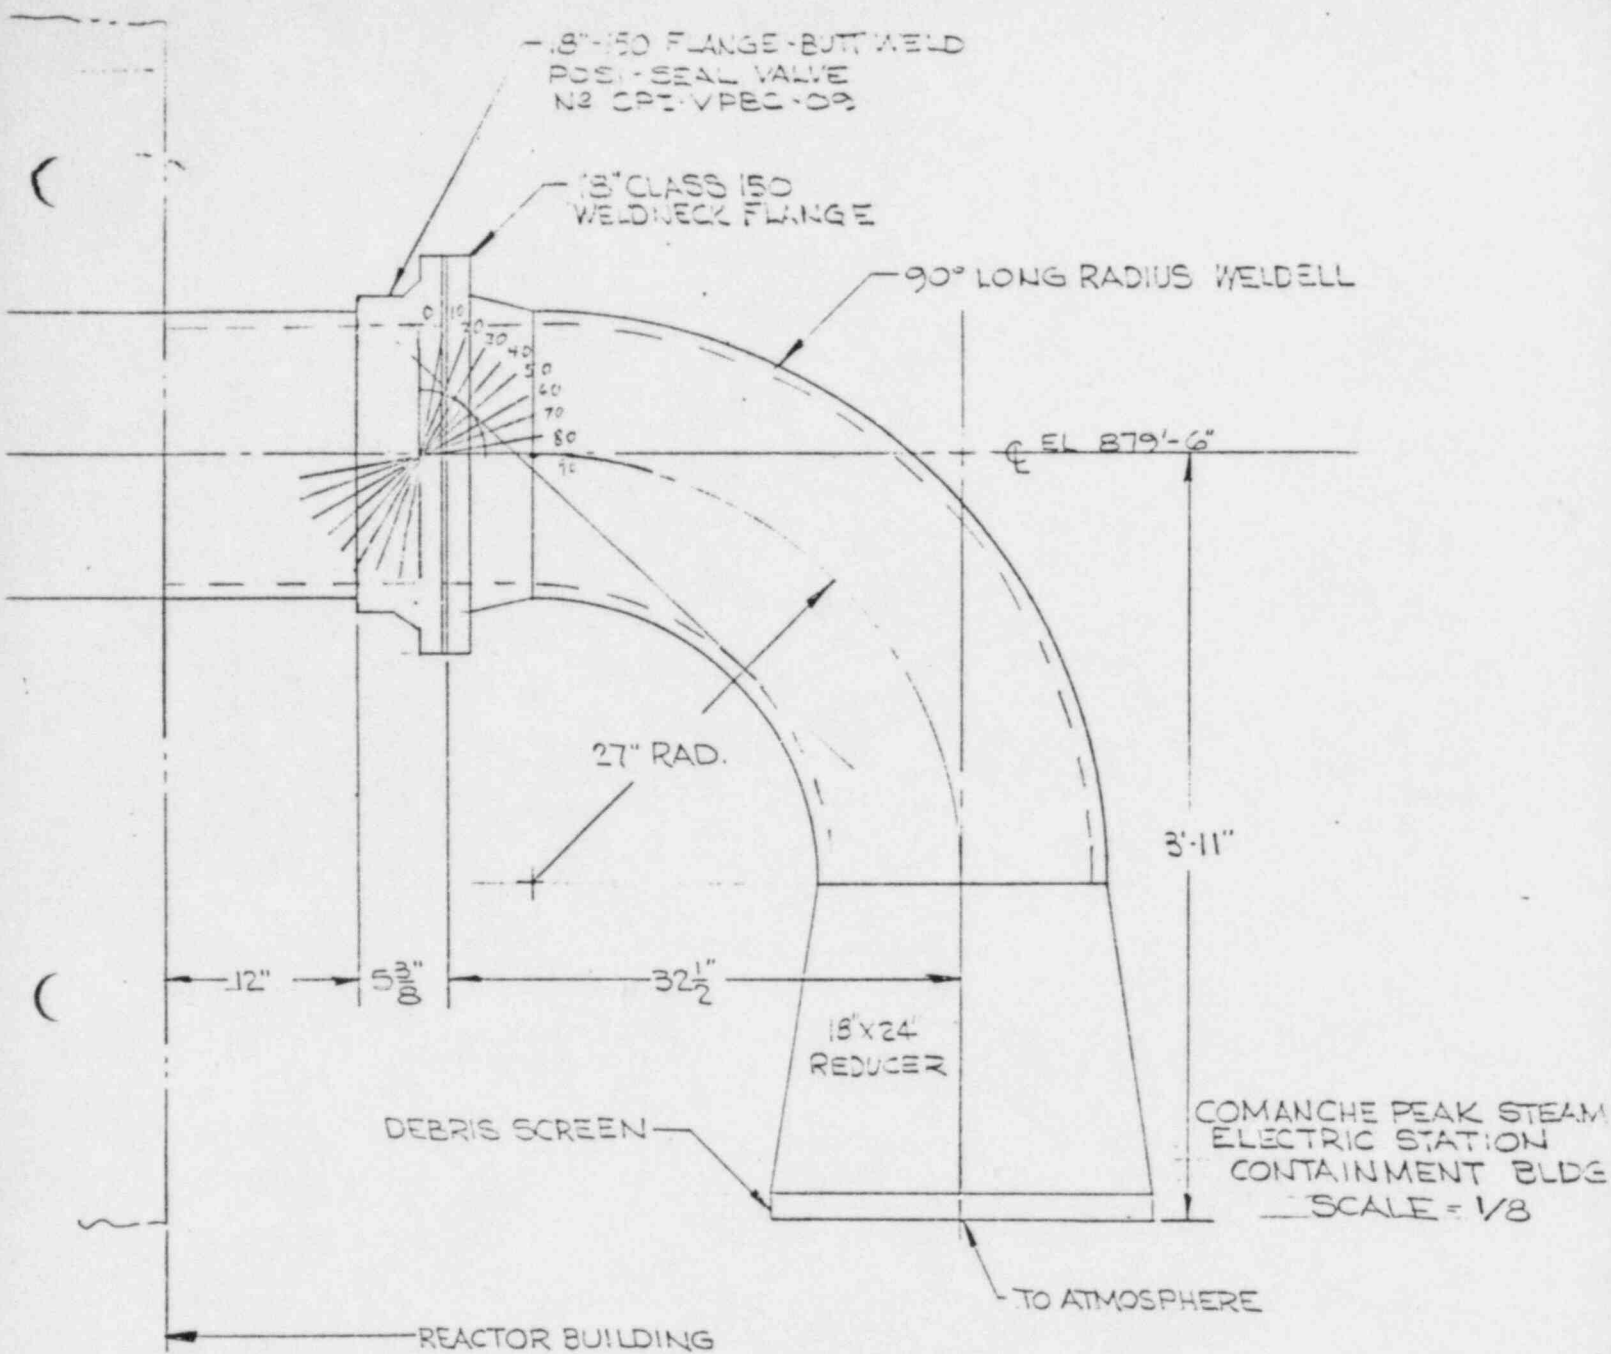 18"-150 FLANGE-BUTT WELD
POSI-SEAL VALVE
Nº CPI-VPBC-09
18" CLASS 150
WELDNECK FLANGE
90° LONG RADIUS WELDELL
0
10
20
30
40
50
60
70
80
90
℄ EL 879'-6"
27" RAD.
3'-11"
12"
5 3/8"
32 1/2"
18"X24"
REDUCER
DEBRIS SCREEN
COMANCHE PEAK STEAM
ELECTRIC STATION
CONTAINMENT BLDG
SCALE = 1/8
TO ATMOSPHERE
REACTOR BUILDING